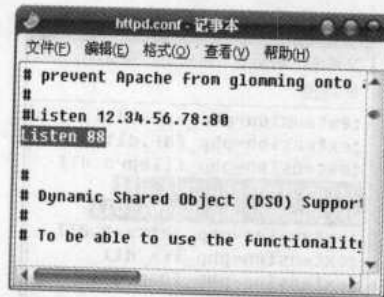 httpd.conf - 记事本
文件(F) 编辑(E) 格式(O) 查看(V) 帮助(H)
# prevent Apache from glomming onto
#
#Listen 12.34.56.78:80
Listen 88
#
# Dynamic Shared Object (DSO) Support
#
# To be able to use the